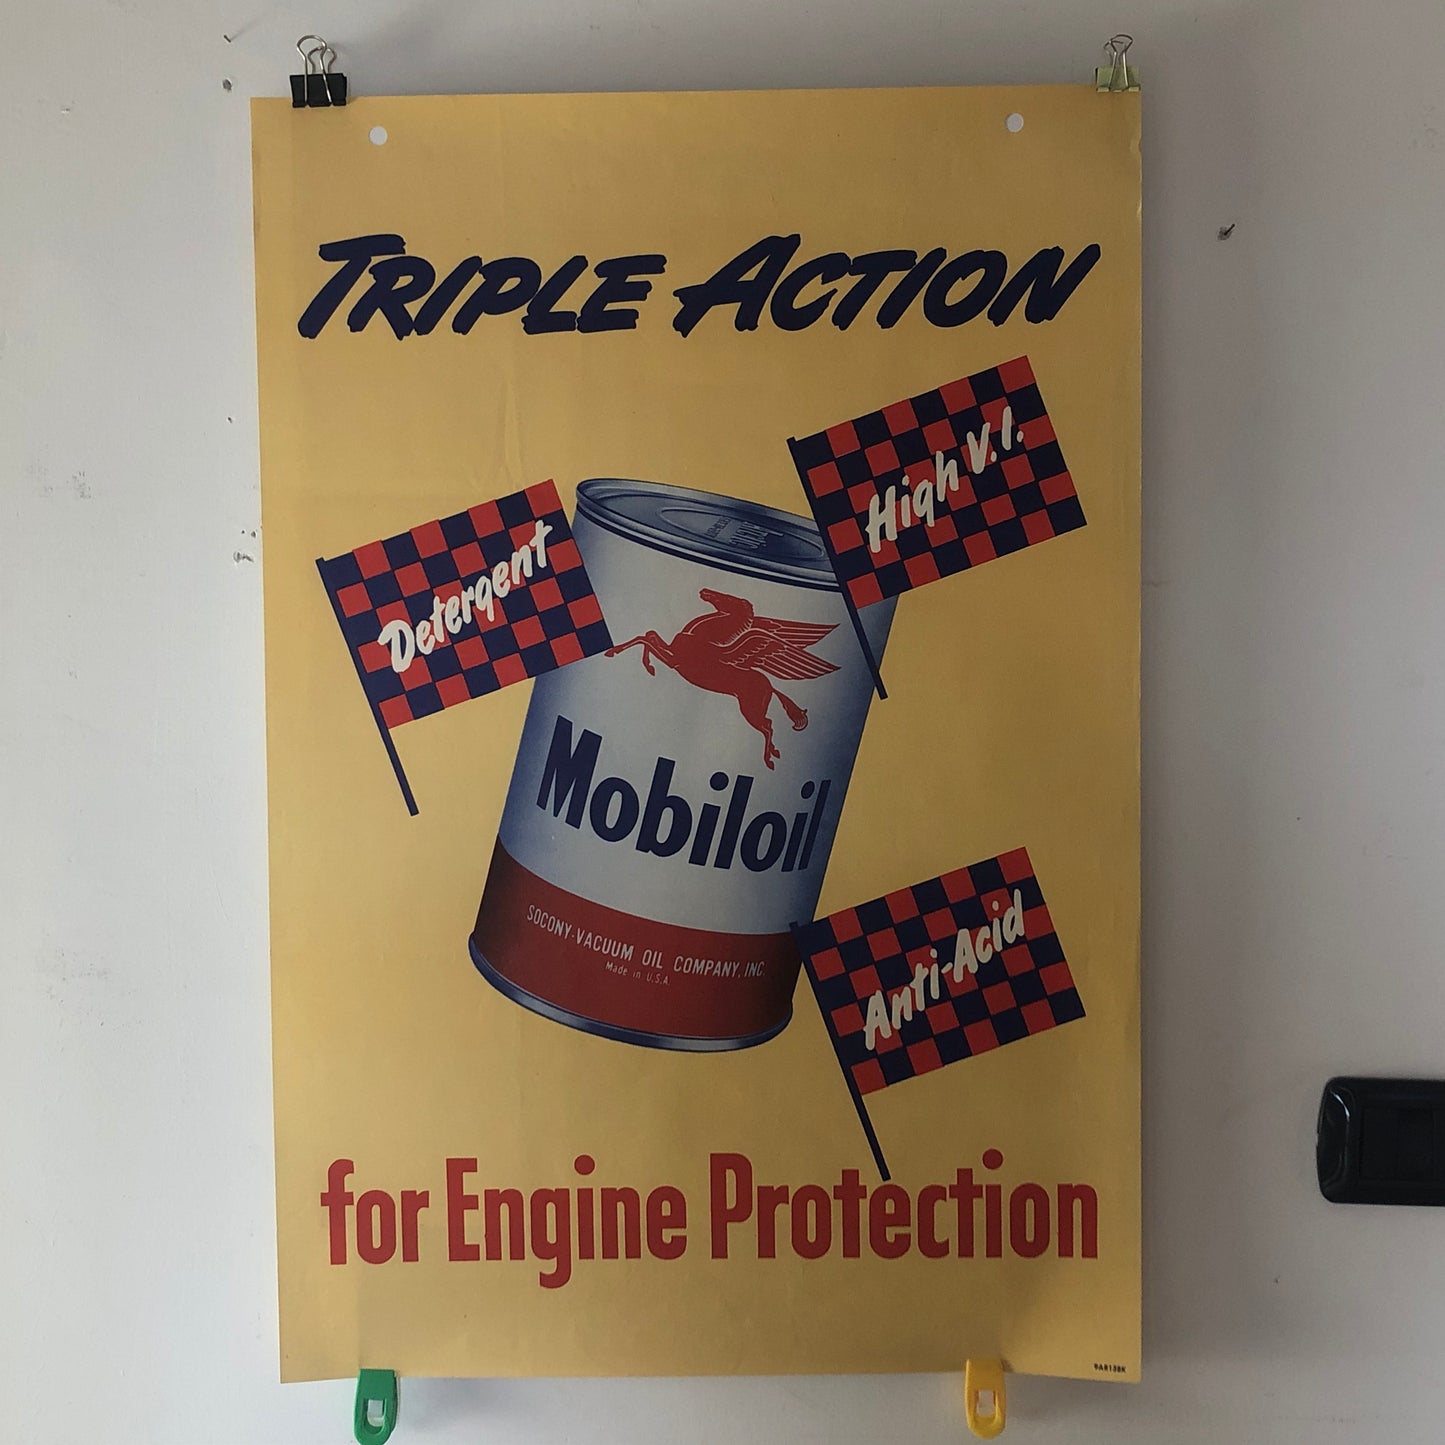 TRIPLE ACTION
High V.I.
Detergent
Mobiloil
SOCONY-VACUUM OIL COMPANY, INC.
Made in U.S.A.
Anti-Acid
for Engine Protection